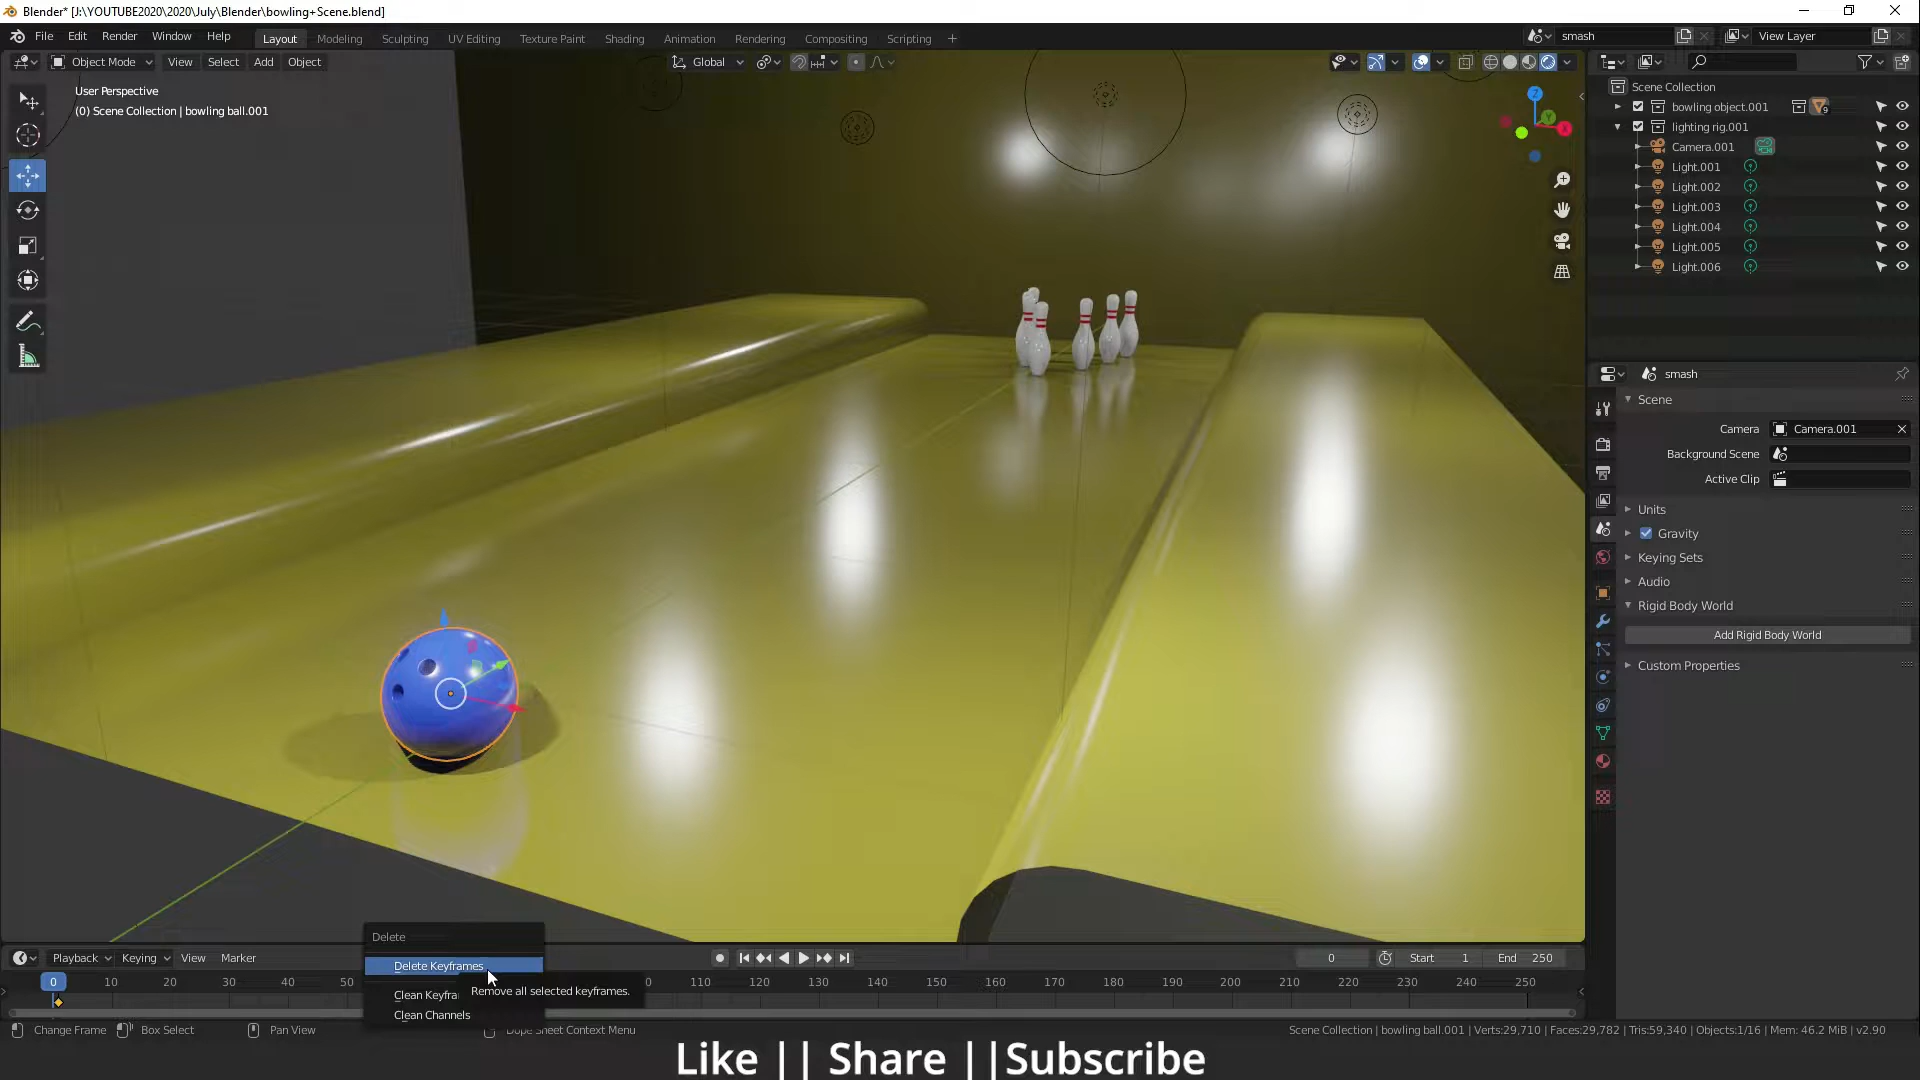 Blender* [J:\YOUTUBE2020\2020\July\Blender\bowling+Scene.blend]
File Edit Render Window Help Layout Modeling Sculpting UV Editing Texture Paint Shading Animation Rendering Compositing Scripting + smash View Layer
Object Mode View Select Add Object Global
User Perspective
(0) Scene Collection | bowling ball.001
Z
X
Y
Scene Collection
bowling object.001 9
lighting rig.001
Camera.001
Light.001
Light.002
Light.003
Light.004
Light.005
Light.006
smash
Scene
Camera Camera.001
Background Scene
Active Clip
Units
Gravity
Keying Sets
Audio
Rigid Body World
Add Rigid Body World
Custom Properties
Delete
Delete Keyframes
Remove all selected keyframes.
Clean Keyfra
Clean Channels
Playback Keying View Marker 0 Start 1 End 250
0 10 20 30 40 50 0 110 120 130 140 150 160 170 180 190 200 210 220 230 240 250
Change Frame Box Select Pan View Dope Sheet Context Menu Scene Collection | bowling ball.001 | Verts:29,710 | Faces:29,782 | Tris:59,340 | Objects:1/16 | Mem: 46.2 MiB | v2.90
Like || Share ||Subscribe